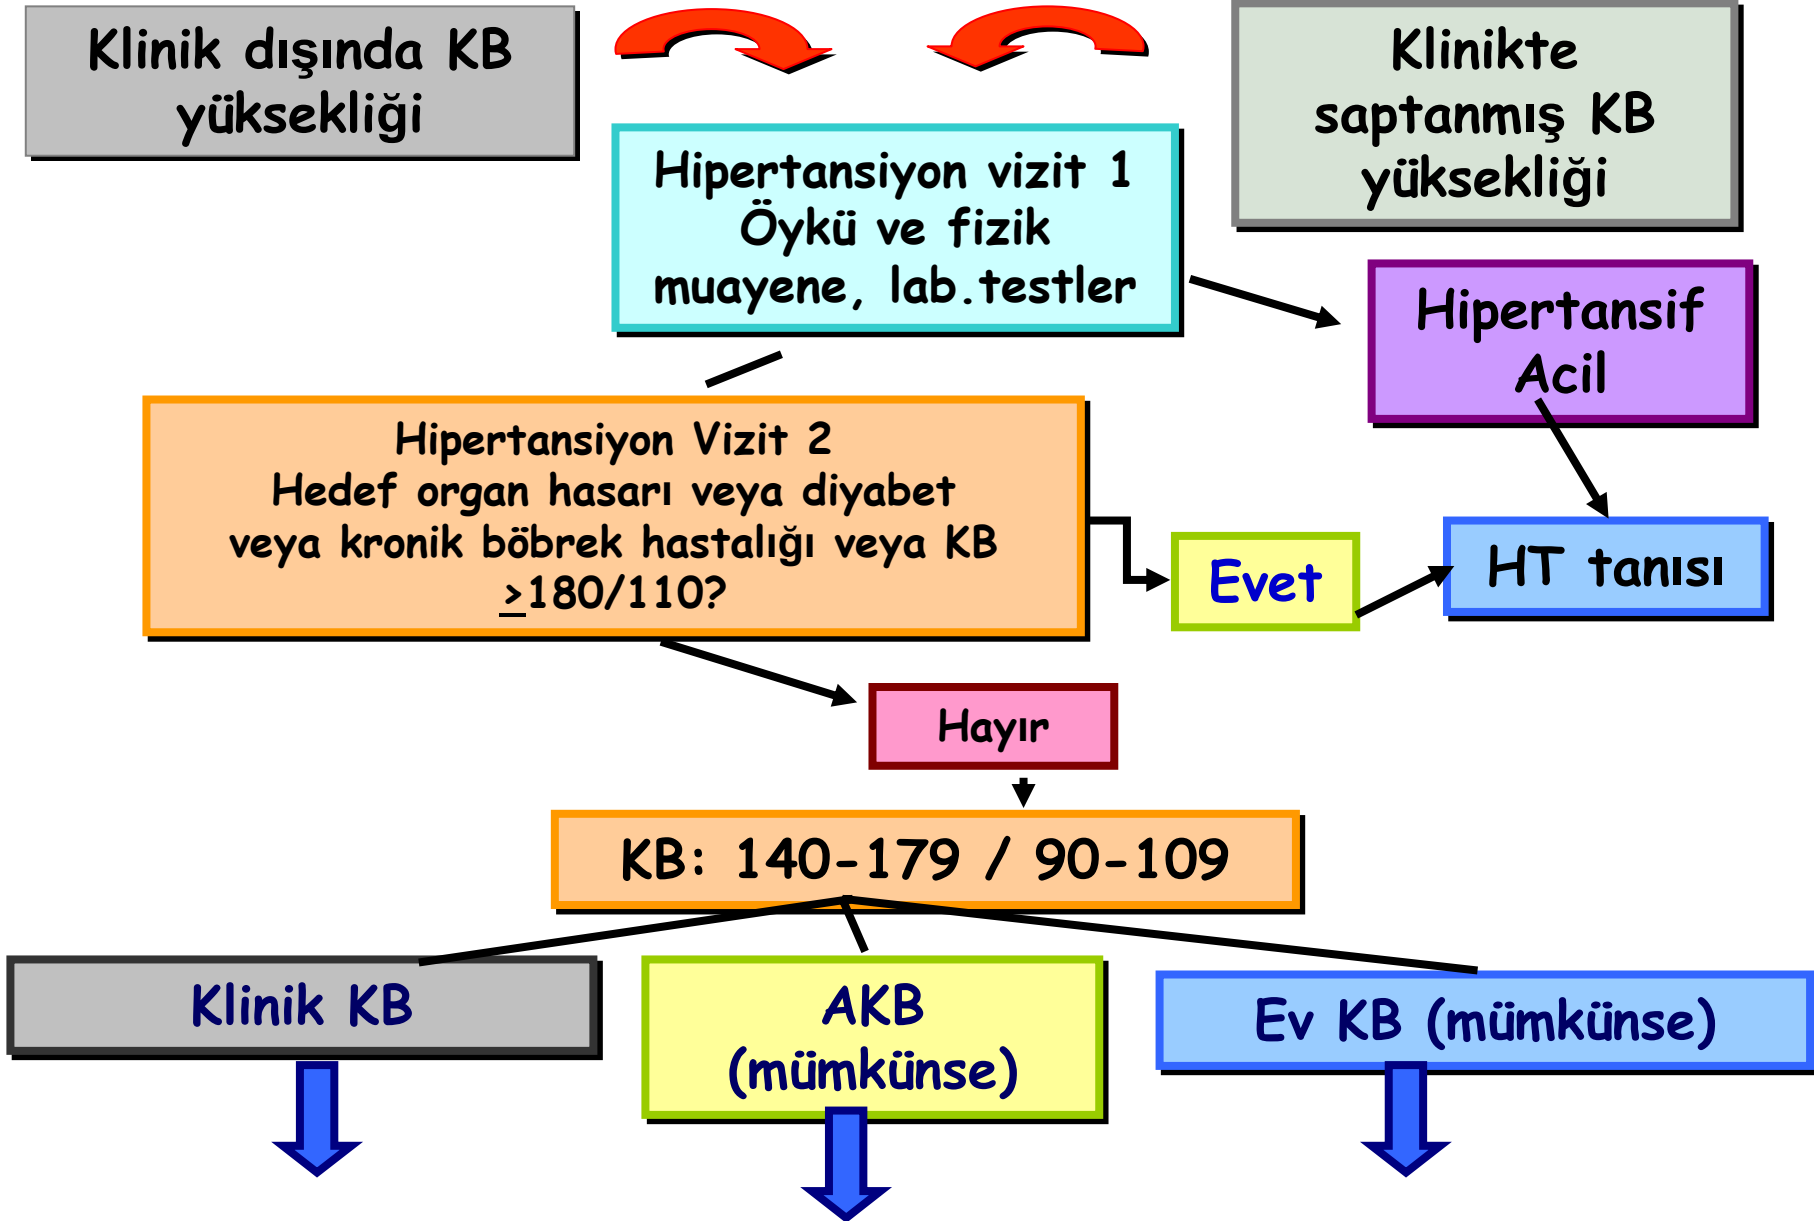 Klinik dışında KB
yüksekliği
Klinikte
saptanmış KB
yüksekliği
Hipertansiyon vizit 1
Öykü ve fizik
muayene, lab.testler
Hipertansif
Acil
Hipertansiyon Vizit 2
Hedef organ hasarı veya diyabet
veya kronik böbrek hastalığı veya KB
>180/110?
Evet
HT tanısı
Hayır
KB: 140-179 / 90-109
Klinik KB
AKB
(mümkünse)
Ev KB (mümkünse)